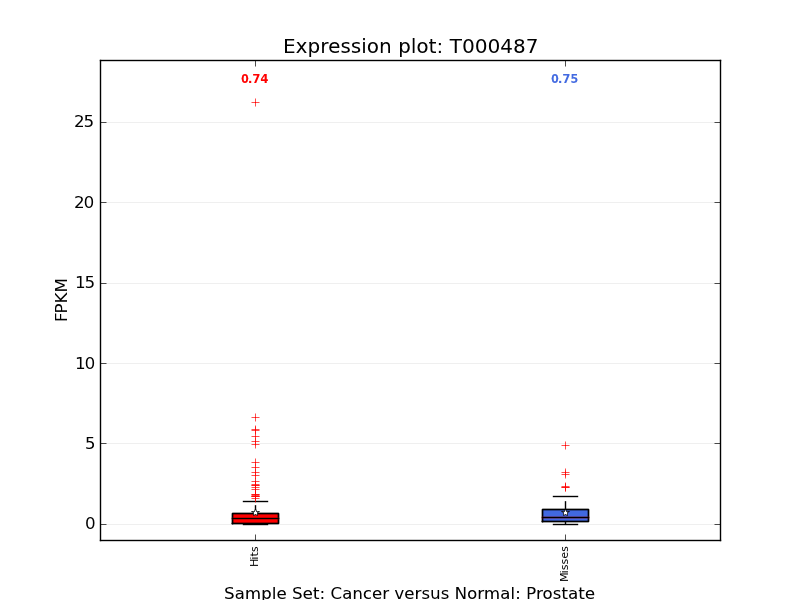 Expression plot: T000487
0.74
0.75
25
20
15
10
5
0
FPKM
Hits
Misses
Sample Set: Cancer versus Normal: Prostate